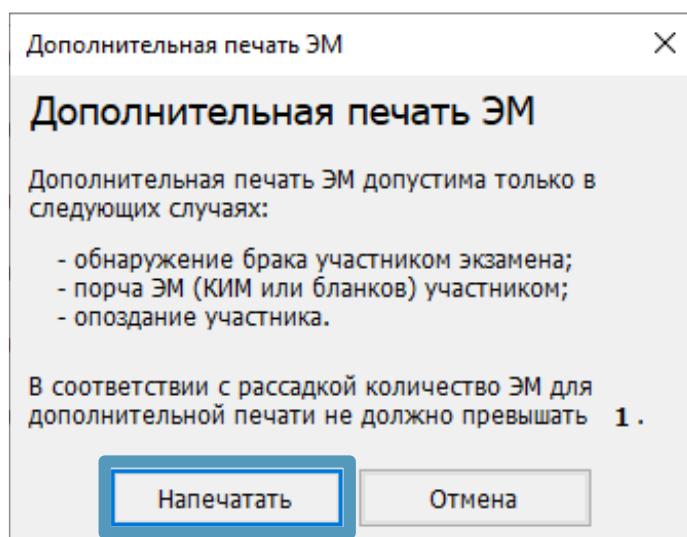 Дополнительная печать ЭМ
Дополнительная печать ЭМ
Дополнительная печать ЭМ допустима только в
следующих случаях:
- обнаружение брака участником экзамена;
- порча ЭМ (КИМ или бланков) участником;
- опоздание участника.
В соответствии с рассадкой количество ЭМ для
дополнительной печати не должно превышать 1 .
Напечатать Отмена